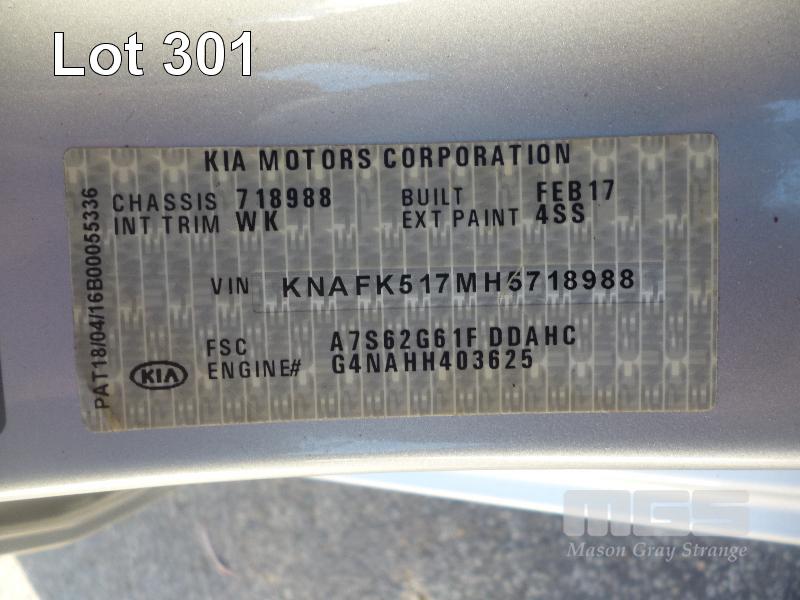 Lot 301
KIA MOTORS CORPORATION
CHASSIS 718988 BUILT FEB17
INT TRIM WK EXT PAINT 4SS
VIN KNAFK517MH5718988
FSC A7S62G61F DDAHC
KIA ENGINE# G4NAHH403625
PAT18/04/16B00055336
MGS
Mason Gray Strange